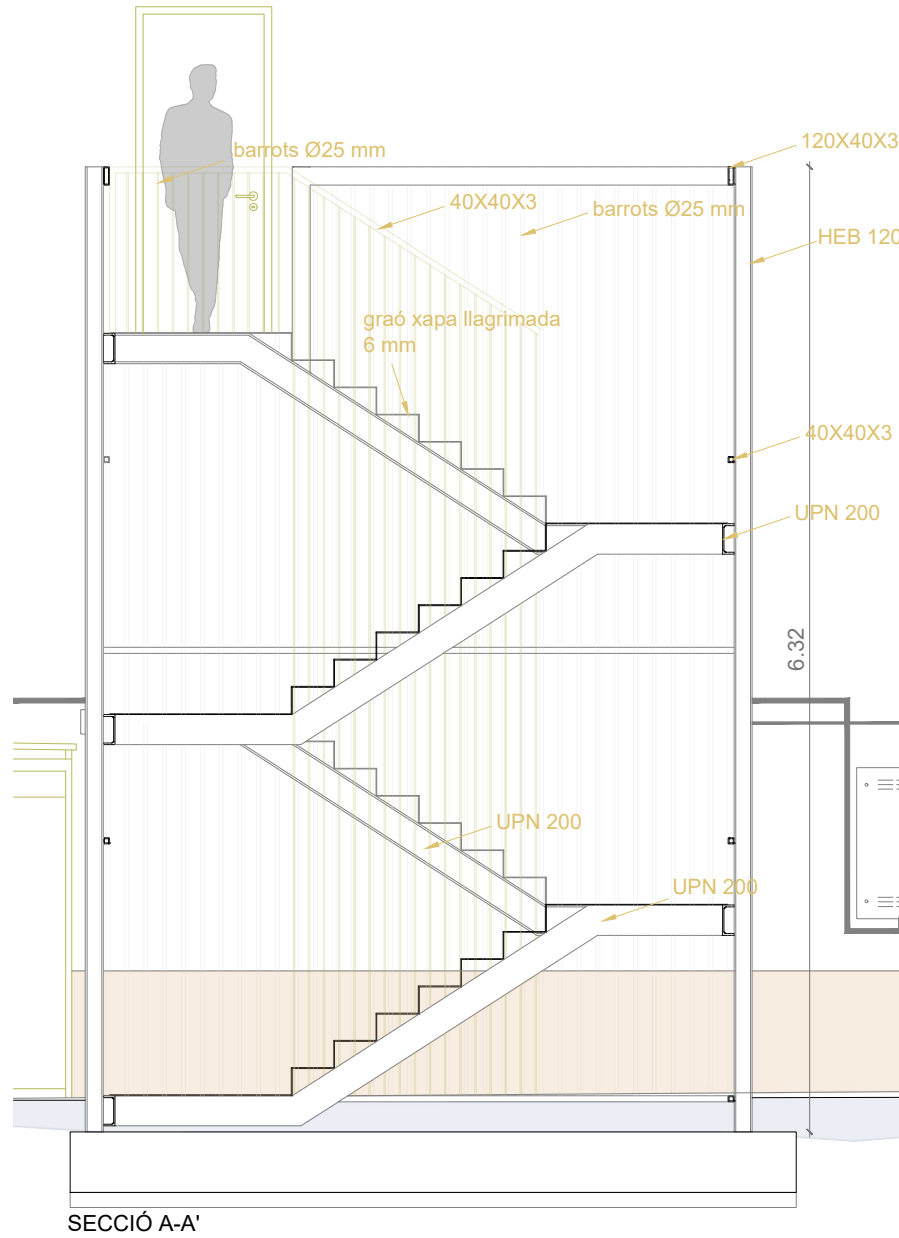 barrots Ø25 mm
120X40X3
40X40X3
barrots Ø25 mm
HEB 120
graó xapa llagrimada
6 mm
40X40X3
UPN 200
6.32
UPN 200
UPN 200
SECCIÓ A-A'